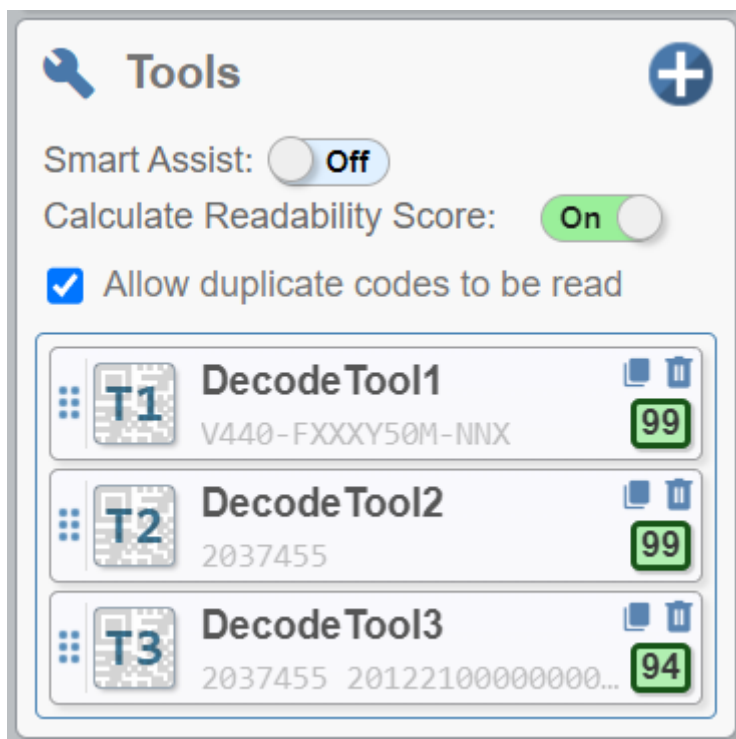 Tools
Smart Assist: Off
Calculate Readability Score: On
Allow duplicate codes to be read
T1 DecodeTool1
V440-FXXXY50M-NNX 99
T2 DecodeTool2
2037455 99
T3 DecodeTool3
2037455 20122100000000… 94